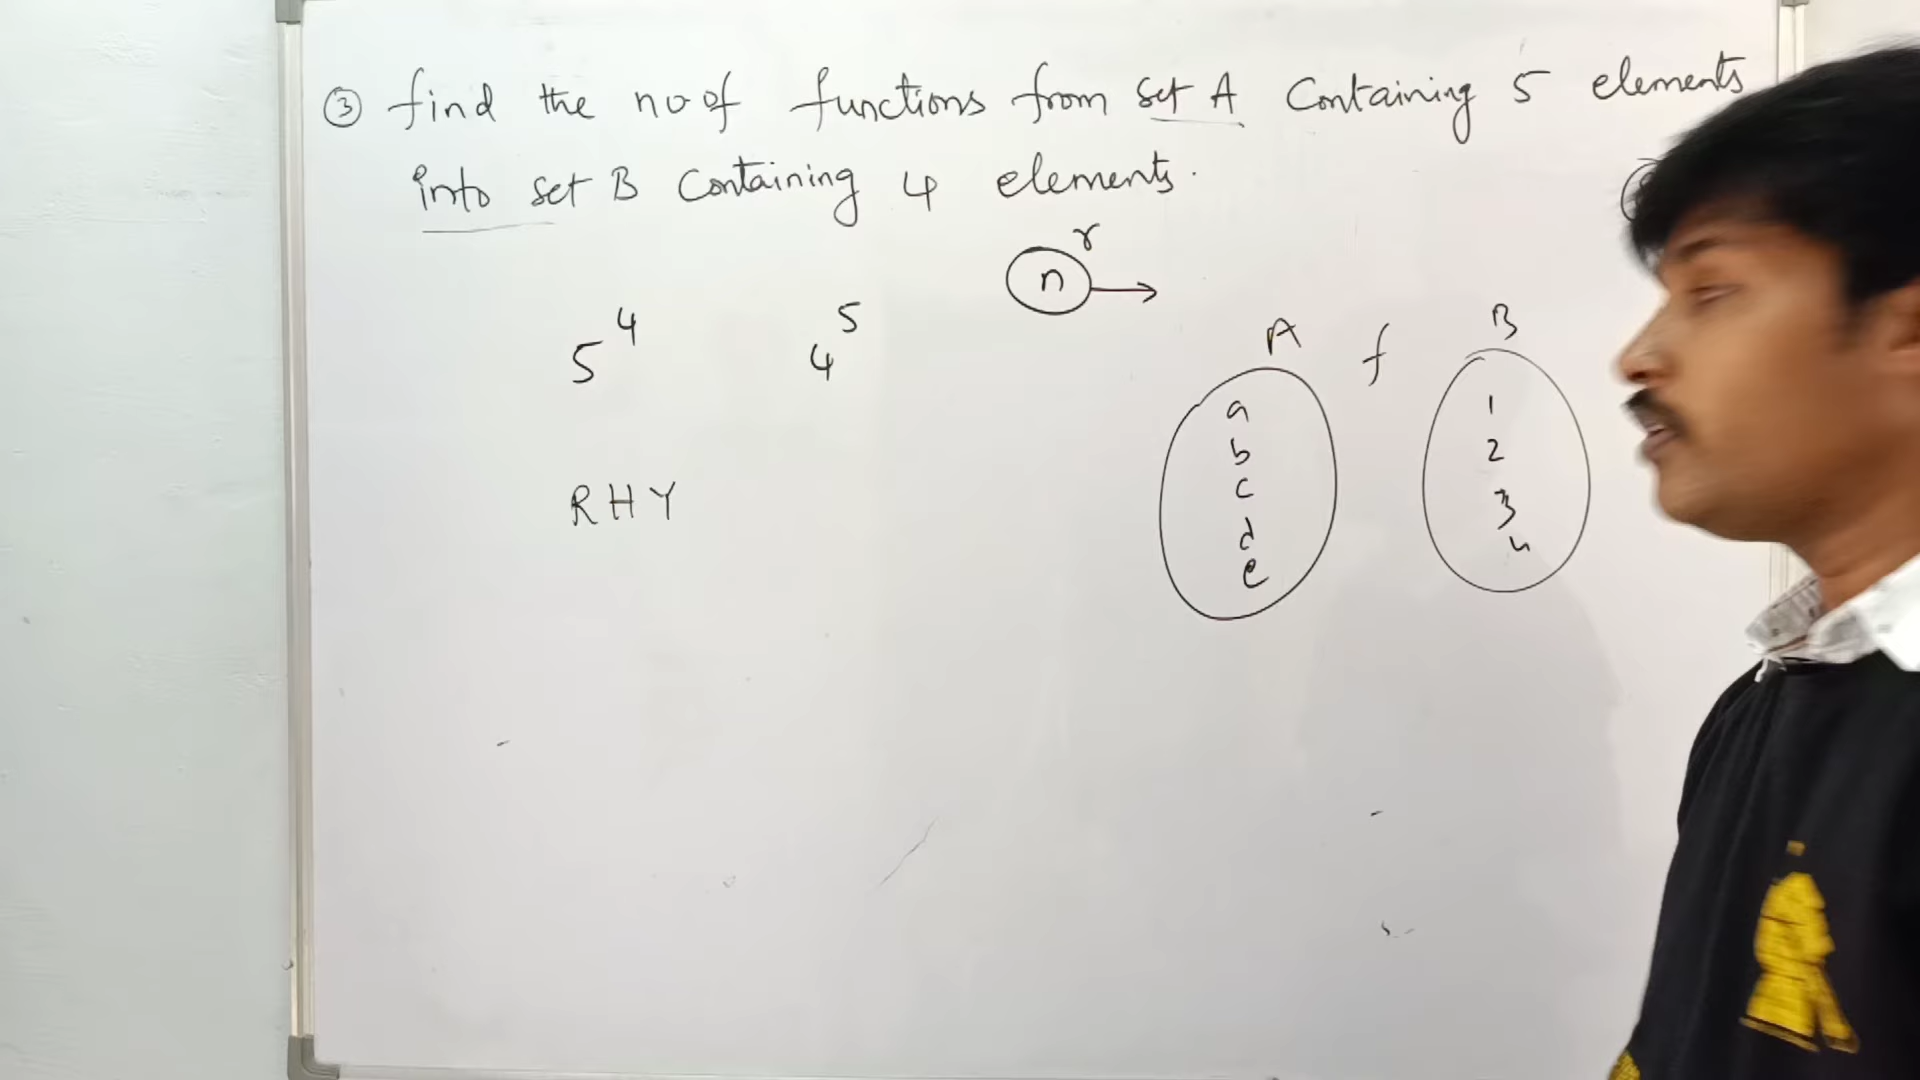 ③ find the no of functions from set A containing 5 elements
into set B containing 4 elements.
n^r →
5^4 4^5
A f B
a 1
b 2
c 3
d 4
e
R H Y